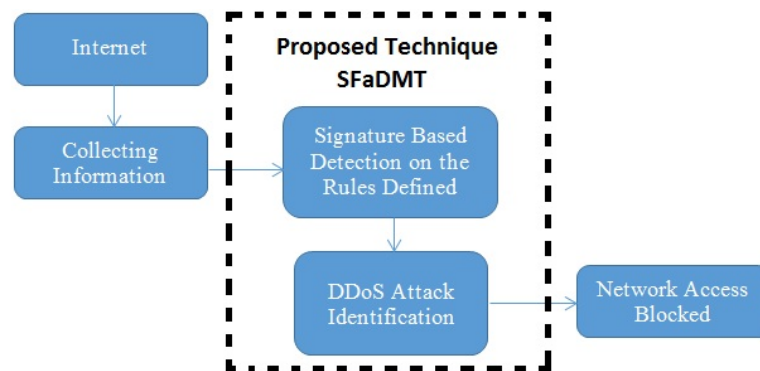 Internet
Collecting
Information
Proposed Technique
SFaDMT
Signature Based
Detection on the
Rules Defined
DDoS Attack
Identification
Network Access
Blocked